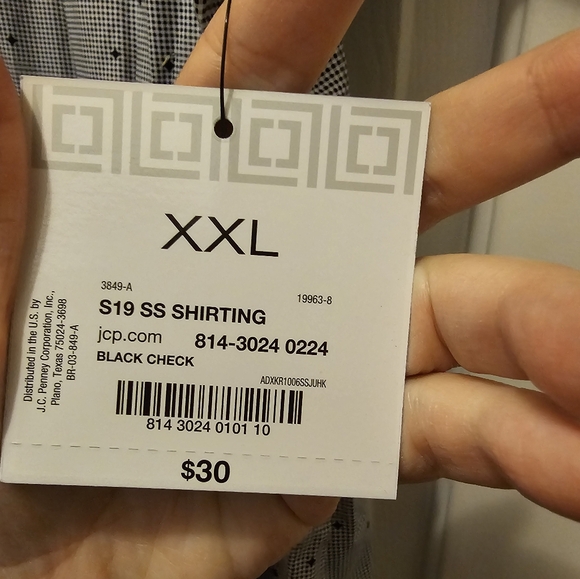 XXL
3849-A
19963-8
S19 SS SHIRTING
jcp.com 814-3024 0224
BLACK CHECK
ADXKR1006SSJUHK
814 3024 0101 10
$30
Distributed in the U.S. by
J.C. Penney Corporation, Inc.,
Plano, Texas 75024-3698
BR-03-849-A